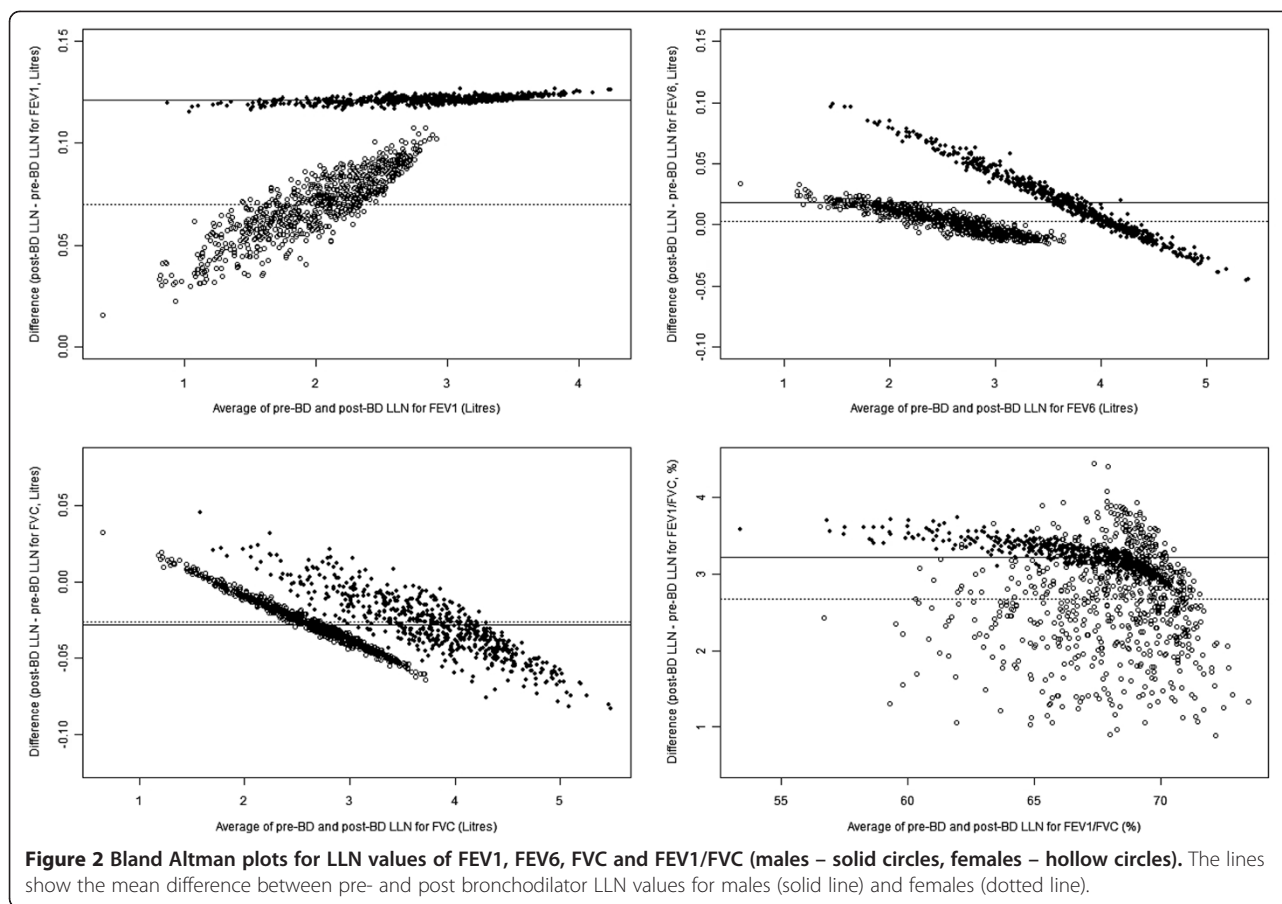 0.15
0.10
0.05
0.00
Difference (post-BD LLN - pre-BD LLN for FEV1, Litres)
1 2 3 4
Average of pre-BD and post-BD LLN for FEV1 (Litres)
0.15
0.10
0.05
0.00
-0.05
-0.10
Difference (post-BD LLN - pre-BD LLN for FEV6, Litres)
1 2 3 4 5
Average of pre-BD and post-BD LLN for FEV6 (Litres)
0.05
0.00
-0.05
-0.10
Difference (post-BD LLN - pre-BD LLN for FVC, Litres)
1 2 3 4 5
Average of pre-BD and post-BD LLN for FVC (Litres)
4
3
2
1
Difference (post-BD LLN - pre-BD LLN for FEV1/FVC, %)
55 60 65 70
Average of pre-BD and post-BD LLN for FEV1/FVC (%)
Figure 2 Bland Altman plots for LLN values of FEV1, FEV6, FVC and FEV1/FVC (males – solid circles, females – hollow circles). The lines
show the mean difference between pre- and post bronchodilator LLN values for males (solid line) and females (dotted line).